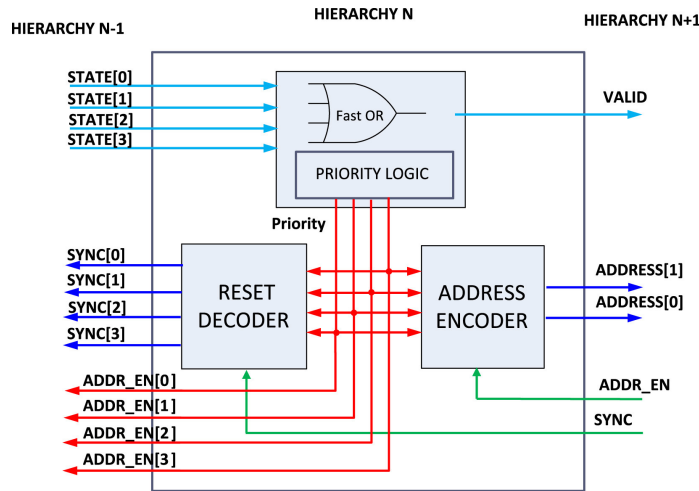 HIERARCHY N-1
HIERARCHY N
HIERARCHY N+1
STATE[0]
STATE[1]
STATE[2]
STATE[3]
Fast OR
VALID
PRIORITY LOGIC
Priority
SYNC[0]
SYNC[1]
SYNC[2]
SYNC[3]
RESET
DECODER
ADDRESS
ENCODER
ADDRESS[1]
ADDRESS[0]
ADDR_EN[0]
ADDR_EN[1]
ADDR_EN[2]
ADDR_EN[3]
ADDR_EN
SYNC